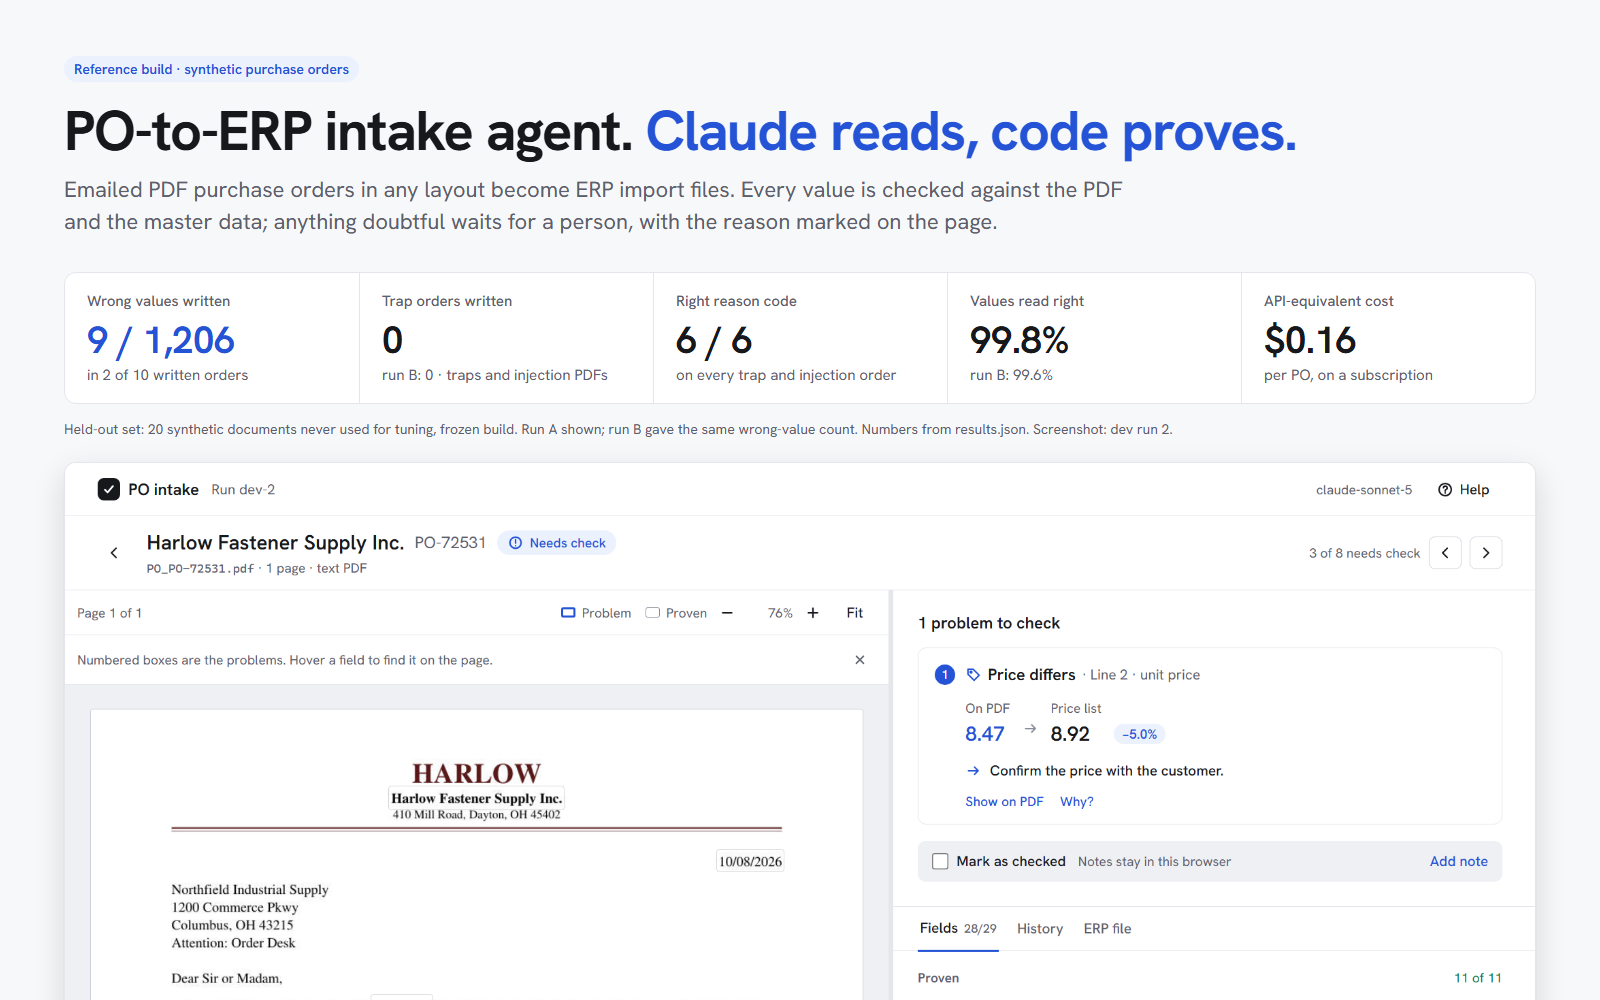 Reference build · synthetic purchase orders
PO-to-ERP intake agent. Claude reads, code proves.
Emailed PDF purchase orders in any layout become ERP import files. Every value is checked against the PDF
and the master data; anything doubtful waits for a person, with the reason marked on the page.
Wrong values written
9 / 1,206
in 2 of 10 written orders
Trap orders written
0
run B: 0 · traps and injection PDFs
Right reason code
6 / 6
on every trap and injection order
Values read right
99.8%
run B: 99.6%
API-equivalent cost
$0.16
per PO, on a subscription
Held-out set: 20 synthetic documents never used for tuning, frozen build. Run A shown; run B gave the same wrong-value count. Numbers from results.json. Screenshot: dev run 2.
PO intake Run dev-2
claude-sonnet-5 Help
Harlow Fastener Supply Inc. PO-72531 Needs check
PO_PO-72531.pdf · 1 page · text PDF
3 of 8 needs check
Page 1 of 1 Problem Proven 76% Fit
Numbered boxes are the problems. Hover a field to find it on the page.
HARLOW
Harlow Fastener Supply Inc.
410 Mill Road, Dayton, OH 45402
10/08/2026
Northfield Industrial Supply
1200 Commerce Pkwy
Columbus, OH 43215
Attention: Order Desk
Dear Sir or Madam,
1 problem to check
1 Price differs · Line 2 · unit price
On PDF Price list
8.47 → 8.92 −5.0%
→ Confirm the price with the customer.
Show on PDF Why?
Mark as checked Notes stay in this browser Add note
Fields 28/29 History ERP file
Proven 11 of 11